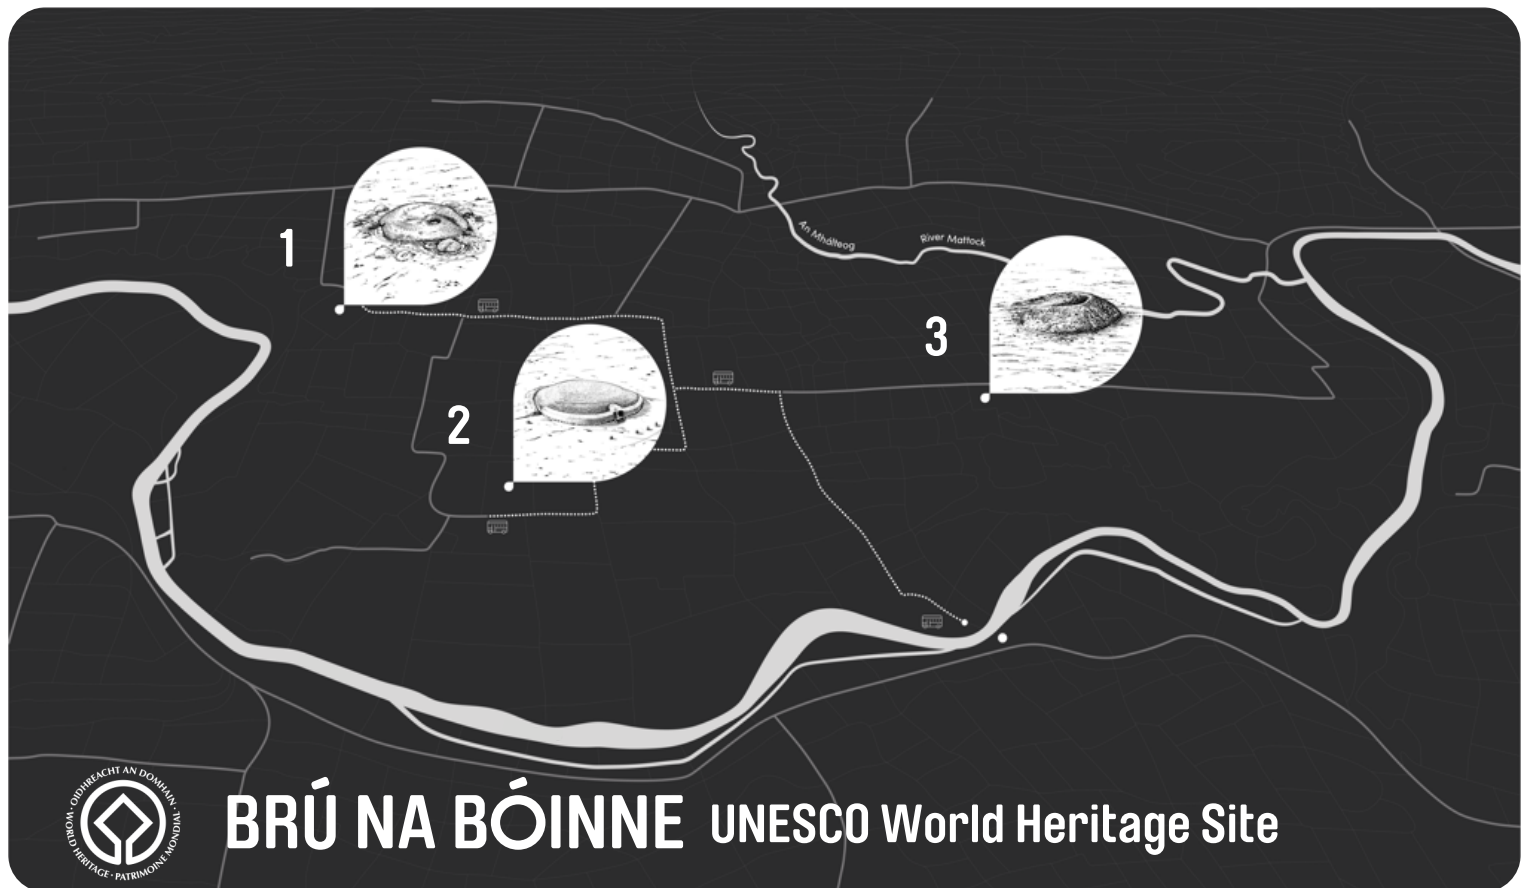 1
An Mháiteog
River Mattock
3
2
OIDHREACHT AN DOMHAIN · WORLD HERITAGE · PATRIMOINE MONDIAL ·
BRÚ NA BÓINNE UNESCO World Heritage Site